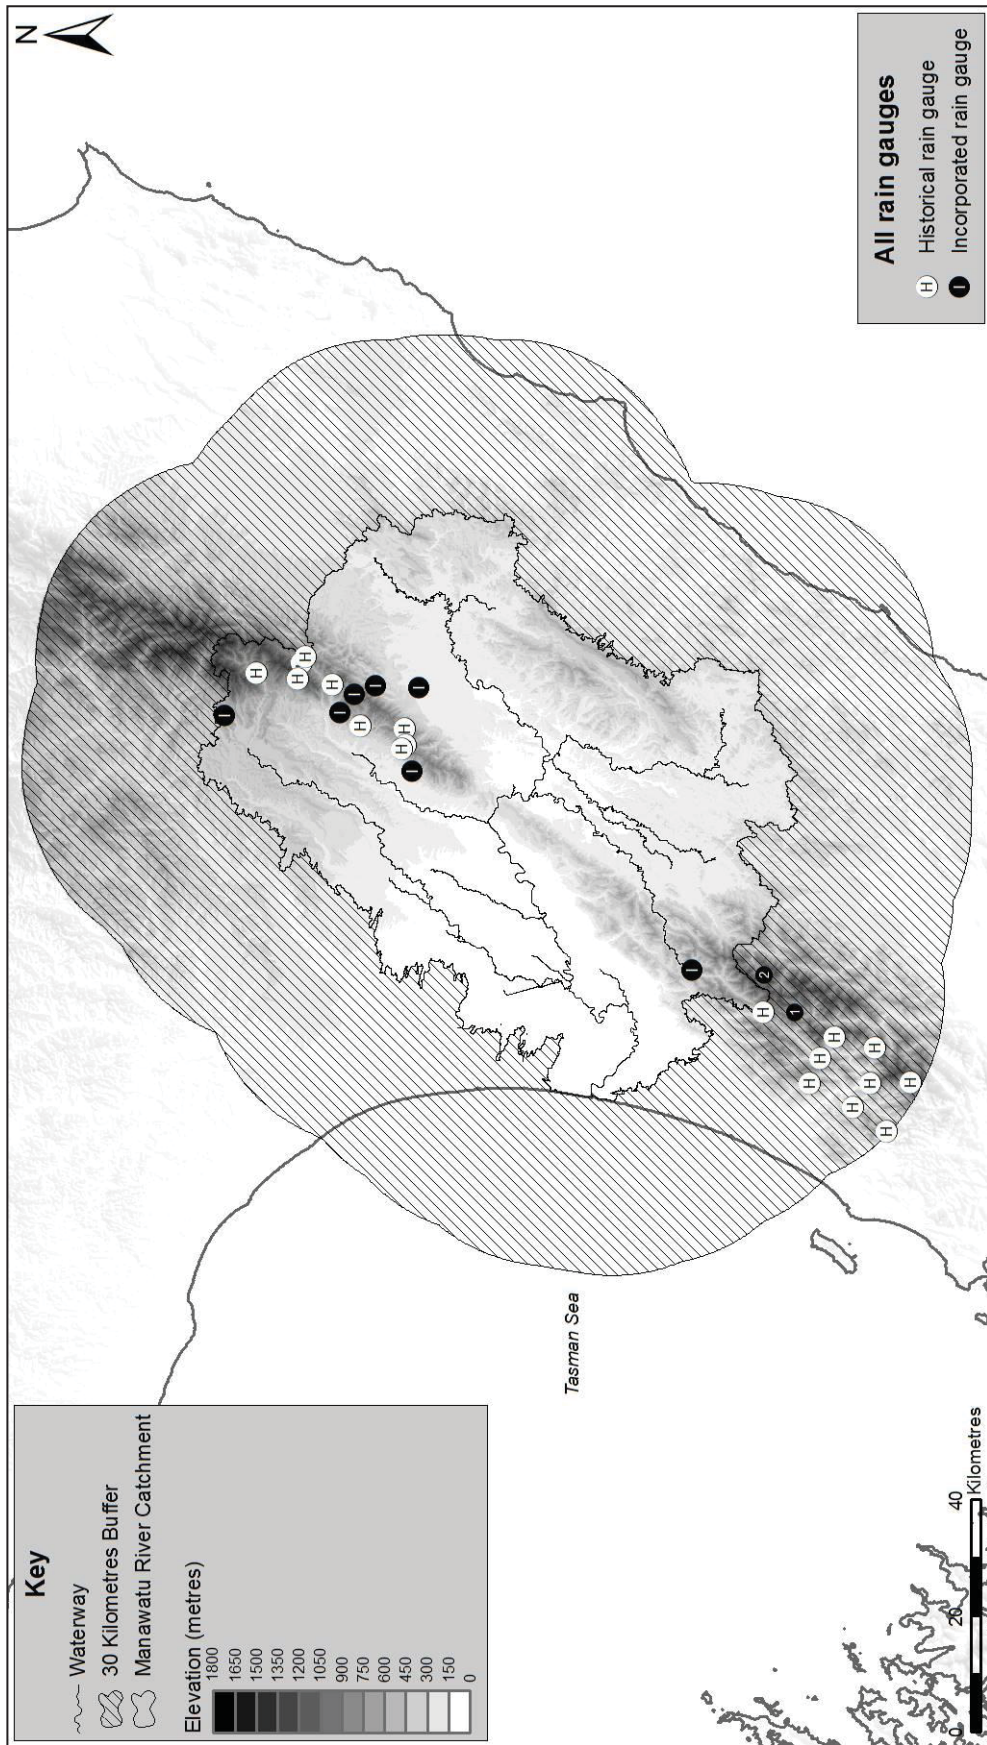 Key
Waterway
30 Kilometres Buffer
Manawatu River Catchment
Elevation (metres)
1800
1650
1500
1350
1200
1050
900
750
600
450
300
150
0
N
Tasman Sea
I
H
H
H
H
I
I
I
I
H
H
H
I
I
2
H
1
H
H
H
H
H
H
H
H
0
20
40
Kilometres
All rain gauges
H Historical rain gauge
I Incorporated rain gauge